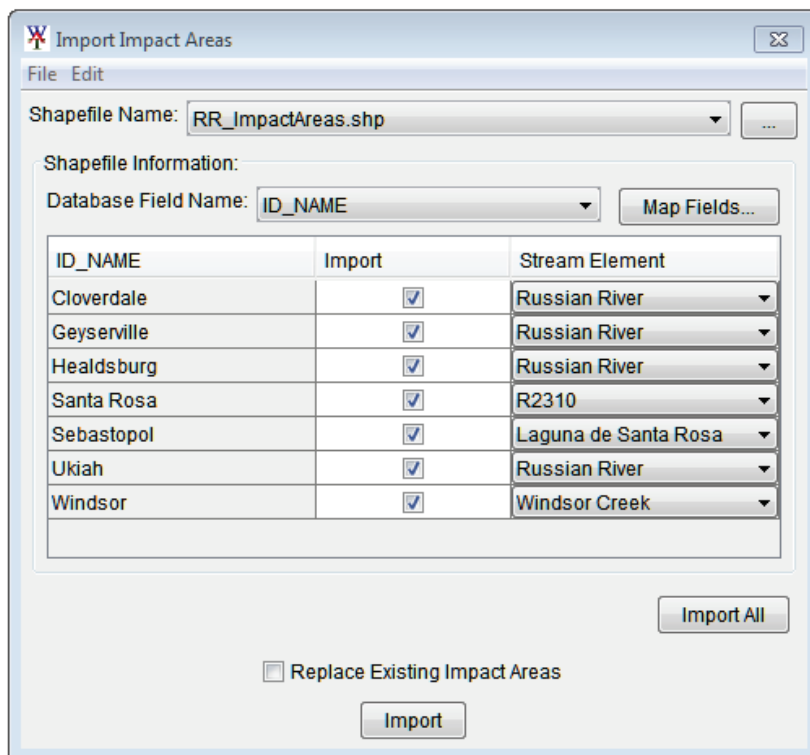 Import Impact Areas
File Edit
Shapefile Name: RR_ImpactAreas.shp ...
Shapefile Information:
Database Field Name: ID_NAME Map Fields...
ID_NAME Import Stream Element
Cloverdale Russian River
Geyserville Russian River
Healdsburg Russian River
Santa Rosa R2310
Sebastopol Laguna de Santa Rosa
Ukiah Russian River
Windsor Windsor Creek
Import All
Replace Existing Impact Areas
Import